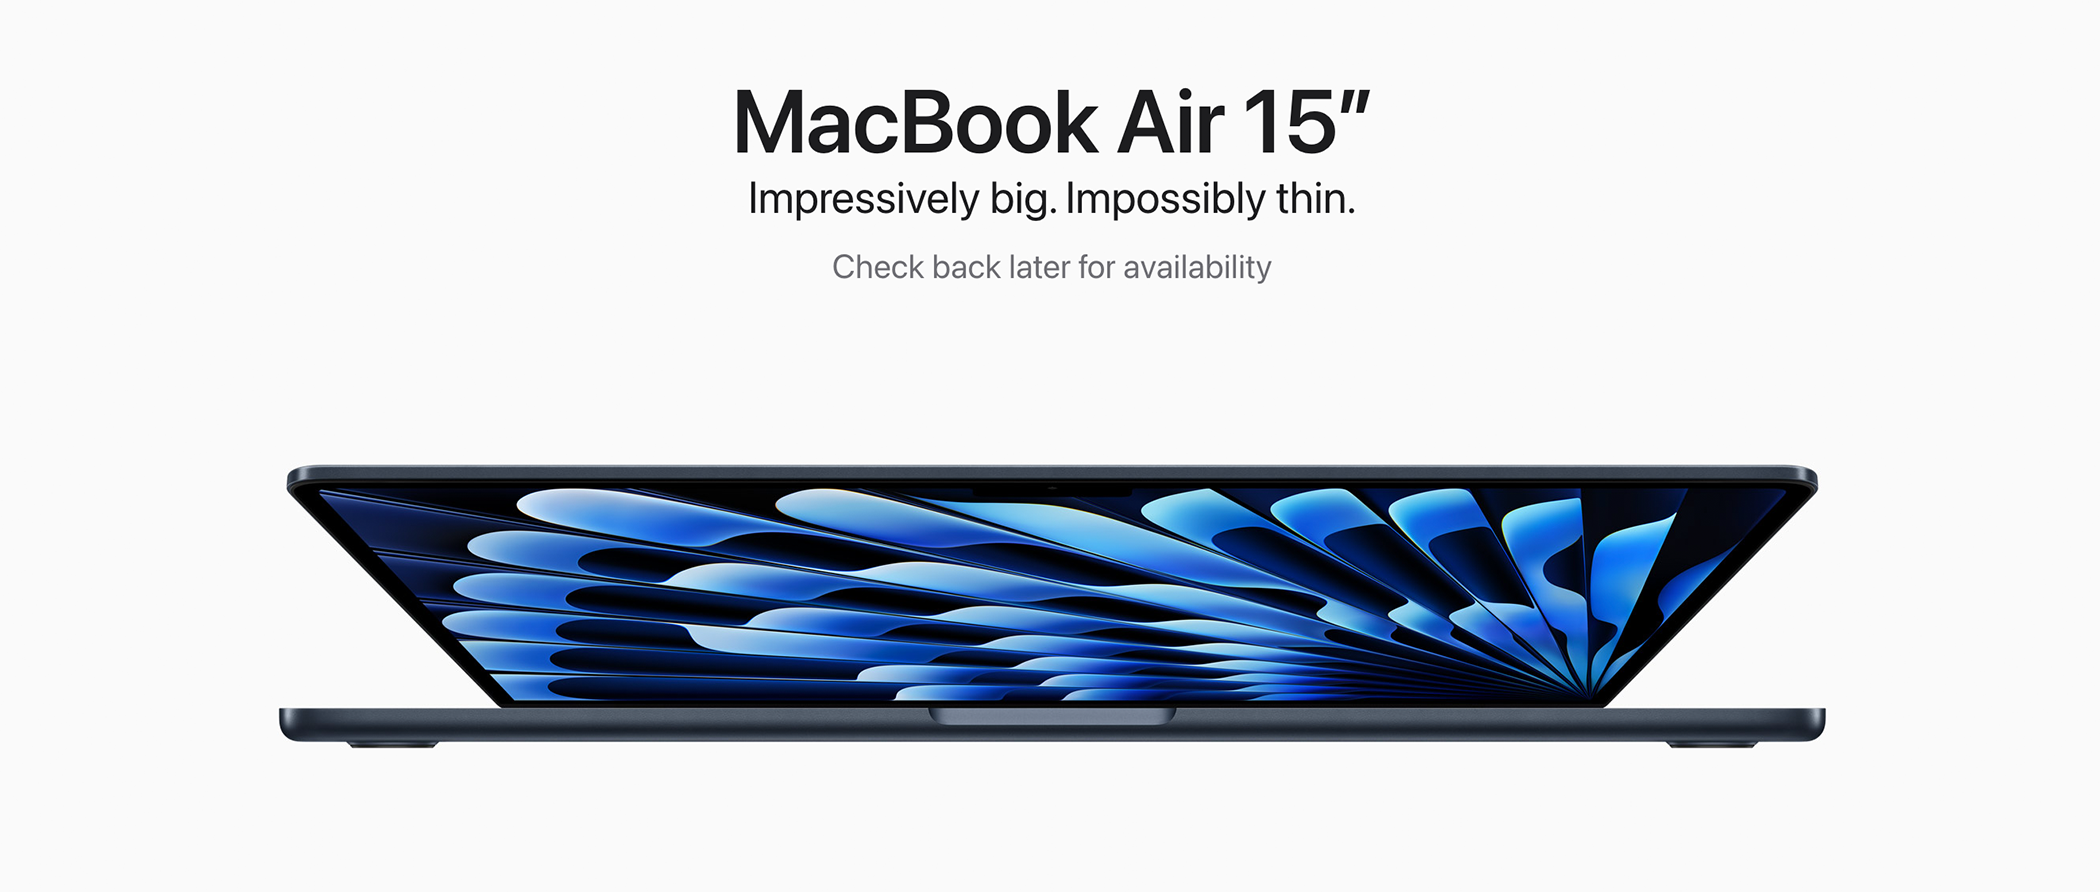 MacBook Air 15″
Impressively big. Impossibly thin.
Check back later for availability